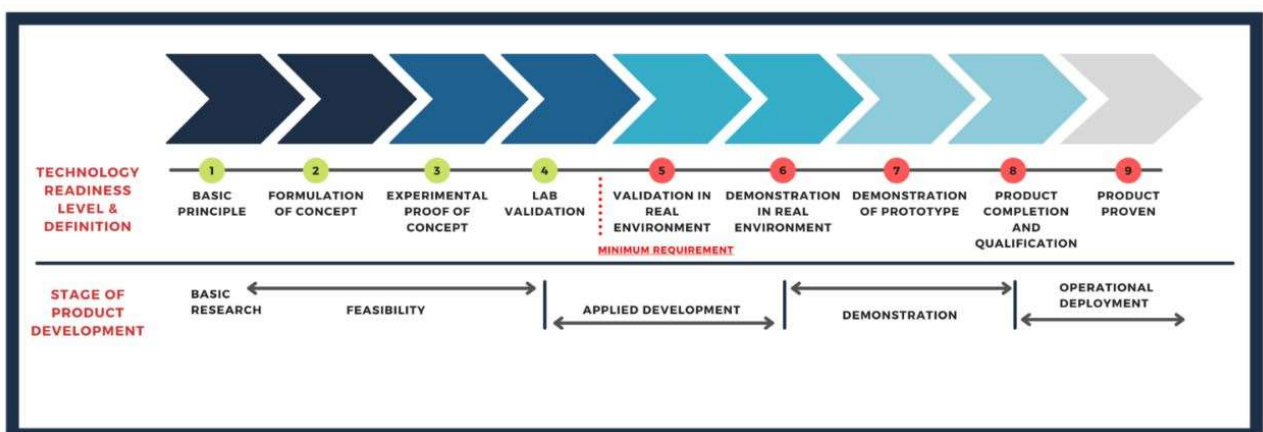 TECHNOLOGY
READINESS
LEVEL &
DEFINITION
1
2
3
4
5
6
7
8
9
BASIC
PRINCIPLE
FORMULATION
OF CONCEPT
EXPERIMENTAL
PROOF OF
CONCEPT
LAB
VALIDATION
VALIDATION IN
REAL
ENVIRONMENT
DEMONSTRATION
IN REAL
ENVIRONMENT
DEMONSTRATION
OF PROTOTYPE
PRODUCT
COMPLETION
AND
QUALIFICATION
PRODUCT
PROVEN
MINIMUM REQUIREMENT
STAGE OF
PRODUCT
DEVELOPMENT
BASIC
RESEARCH
FEASIBILITY
APPLIED DEVELOPMENT
DEMONSTRATION
OPERATIONAL
DEPLOYMENT